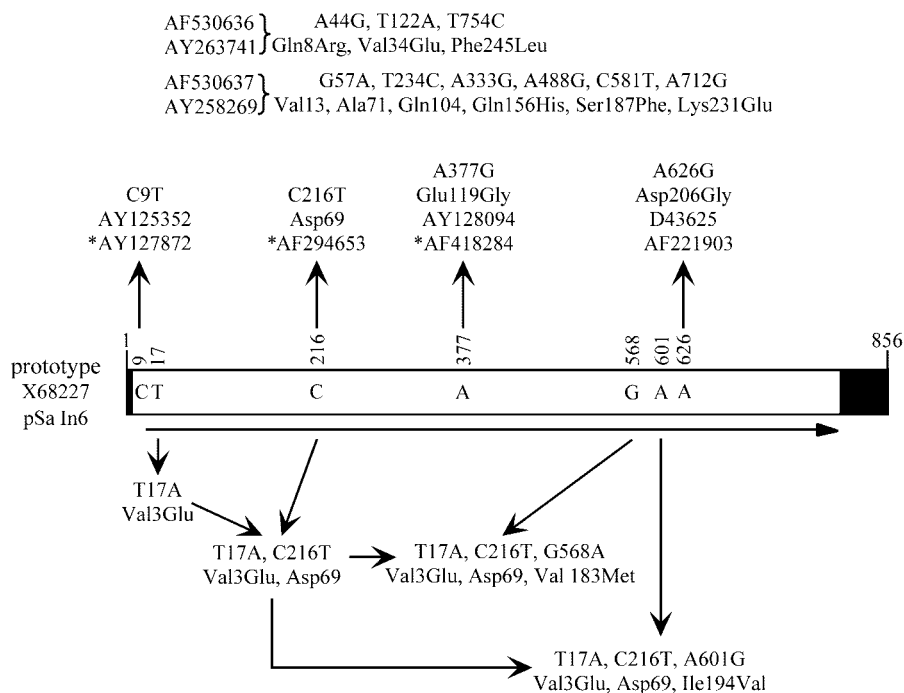 AF530636
AY263741
A44G, T122A, T754C
Gln8Arg, Val34Glu, Phe245Leu
AF530637
AY258269
G57A, T234C, A333G, A488G, C581T, A712G
Val13, Ala71, Gln104, Gln156His, Ser187Phe, Lys231Glu
C9T
AY125352
*AY127872
C216T
Asp69
*AF294653
A377G
Glu119Gly
AY128094
*AF418284
A626G
Asp206Gly
D43625
AF221903
1
9
17
216
377
568
601
626
856
prototype
X68227
pSa In6
C T C A G A A
T17A
Val3Glu
T17A, C216T
Val3Glu, Asp69
T17A, C216T, G568A
Val3Glu, Asp69, Val 183Met
T17A, C216T, A601G
Val3Glu, Asp69, Ile194Val